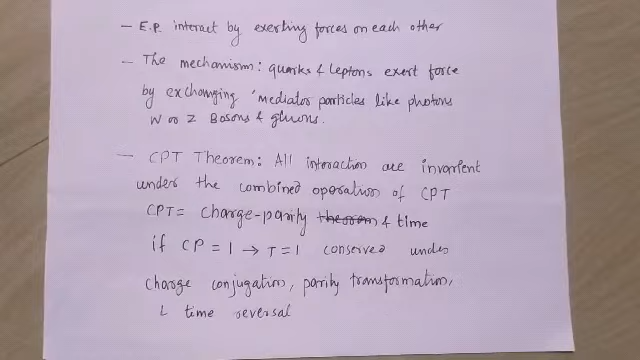 - E.P. interact by exerting forces on each other
- The mechanism: quarks & leptons exert force
by exchanging 'mediator particles like photons
W or Z Bosons & gluons.
- CPT Theorem: All interaction are invarient
under the combined operation of CPT
CPT = charge-parity theorem & time
if CP = 1 → T = 1 conserved under
charge conjugation, parity transformation,
& time reversal